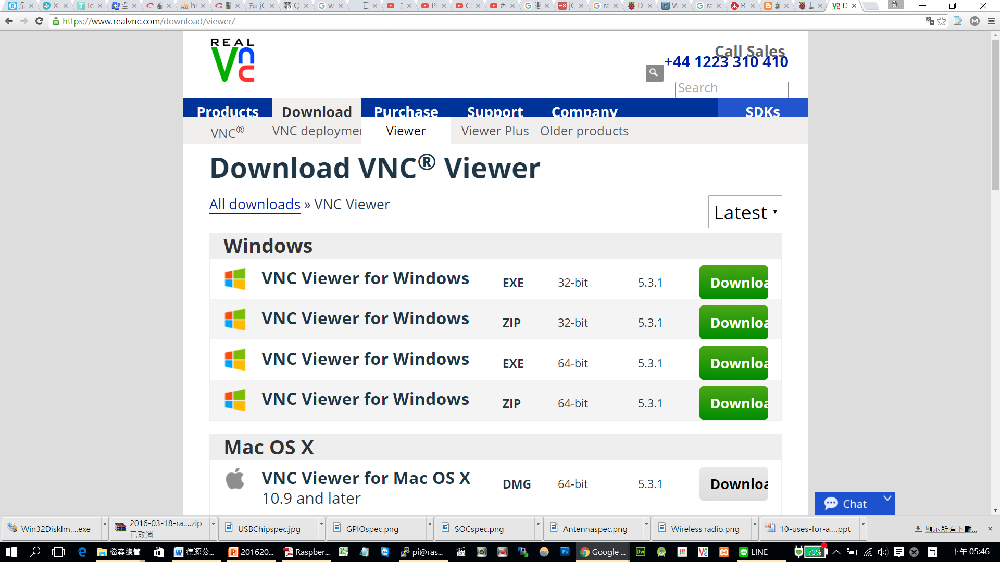 https://www.realvnc.com/download/viewer/
REAL
Vnc
Call Sales
+44 1223 310 410
Search
Products
Download
Purchase
Support
Company
SDKs
VNC®
VNC deploymer
Viewer
Viewer Plus
Older products
Download VNC® Viewer
All downloads » VNC Viewer
Latest
Windows
VNC Viewer for Windows EXE 32-bit 5.3.1 Downloa
VNC Viewer for Windows ZIP 32-bit 5.3.1 Downloa
VNC Viewer for Windows EXE 64-bit 5.3.1 Downloa
VNC Viewer for Windows ZIP 64-bit 5.3.1 Downloa
Mac OS X
VNC Viewer for Mac OS X DMG 64-bit 5.3.1 Downloa
10.9 and later
Chat
Win32DiskIm....exe
2016-03-18-ra....zip
已取消
USBChipspec.jpg
GPIOspec.png
SOCspec.png
Antennaspec.png
Wireless radio.png
10-uses-for-a....ppt
顯示所有下載...
檔案總管
德源公...
201620...
Raspber...
pi@ras...
Google ...
LINE
73%
下午 05:46